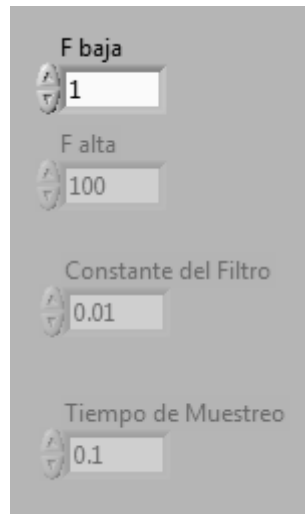 F baja
1
F alta
100
Constante del Filtro
0.01
Tiempo de Muestreo
0.1